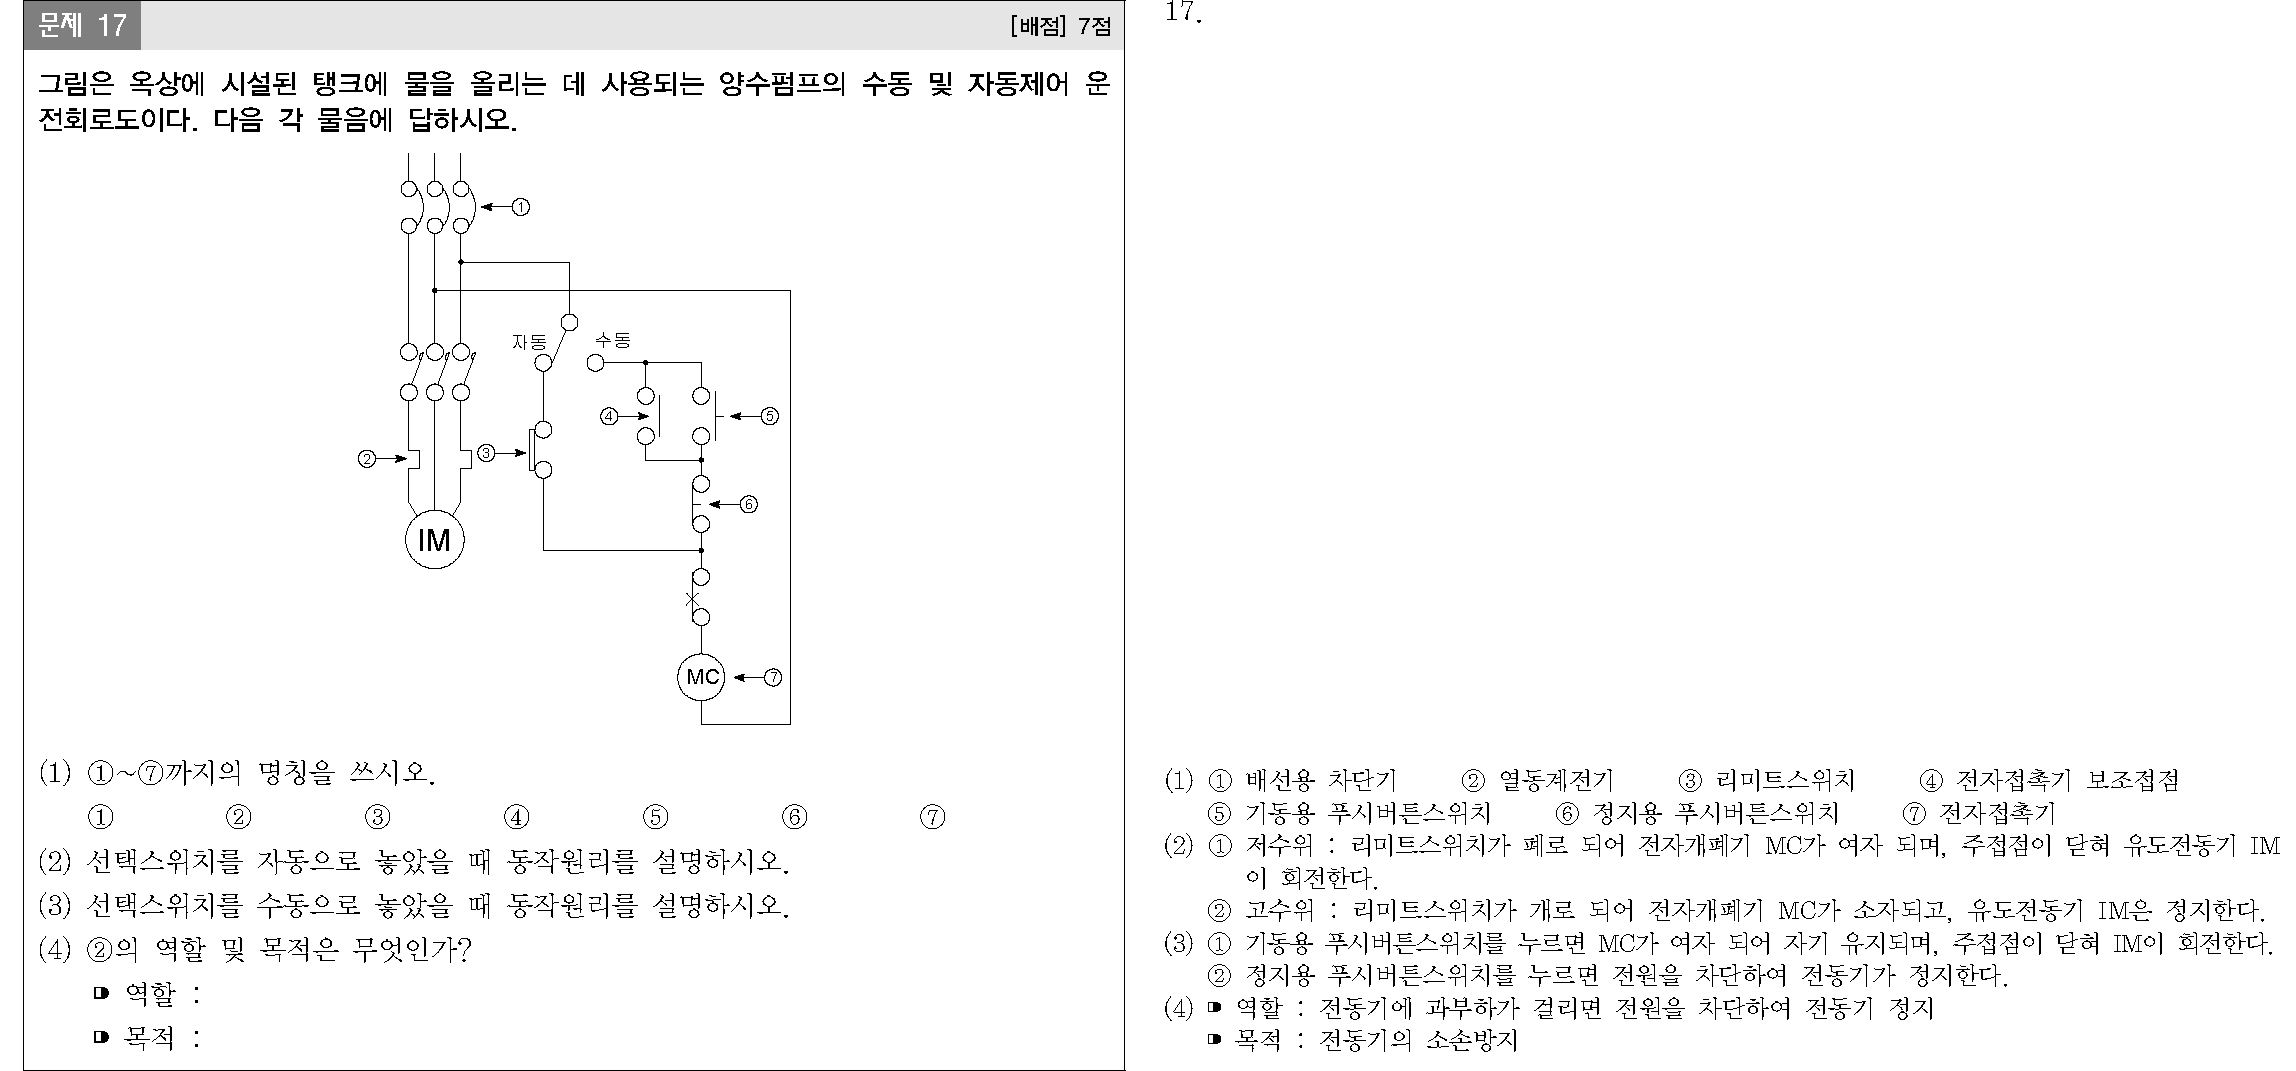 문제 17
[배점] 7점
그림은 옥상에 시설된 탱크에 물을 올리는 데 사용되는 양수펌프의 수동 및 자동제어 운
전회로도이다. 다음 각 물음에 답하시오.
①
자동
수동
④
⑤
②
③
⑥
IM
MC
⑦
(1) ①~⑦까지의 명칭을 쓰시오.
① ② ③ ④ ⑤ ⑥ ⑦
(2) 선택스위치를 자동으로 놓았을 때 동작원리를 설명하시오.
(3) 선택스위치를 수동으로 놓았을 때 동작원리를 설명하시오.
(4) ②의 역할 및 목적은 무엇인가?
역할 :
목적 :
17.
(1) ① 배선용 차단기 ② 열동계전기 ③ 리미트스위치 ④ 전자접촉기 보조접점
⑤ 기동용 푸시버튼스위치 ⑥ 정지용 푸시버튼스위치 ⑦ 전자접촉기
(2) ① 저수위 : 리미트스위치가 폐로 되어 전자개폐기 MC가 여자 되며, 주접점이 닫혀 유도전동기 IM
이 회전한다.
② 고수위 : 리미트스위치가 개로 되어 전자개폐기 MC가 소자되고, 유도전동기 IM은 정지한다.
(3) ① 기동용 푸시버튼스위치를 누르면 MC가 여자 되어 자기 유지되며, 주접점이 닫혀 IM이 회전한다.
② 정지용 푸시버튼스위치를 누르면 전원을 차단하여 전동기가 정지한다.
(4) 역할 : 전동기에 과부하가 걸리면 전원을 차단하여 전동기 정지
목적 : 전동기의 소손방지